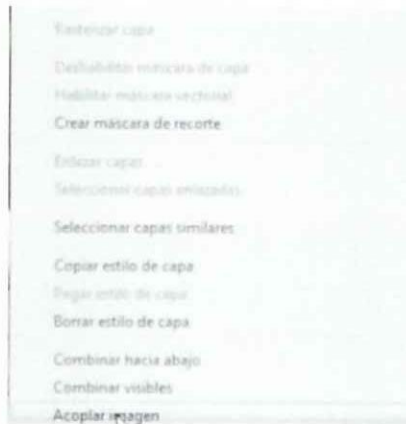 Rasterizar capa
Deshabilitar máscara de capa
Habilitar máscara vectorial
Crear máscara de recorte
Enlazar capas
Seleccionar capas enlazadas
Seleccionar capas similares
Copiar estilo de capa
Pegar estilo de capa
Borrar estilo de capa
Combinar hacia abajo
Combinar visibles
Acoplar imagen